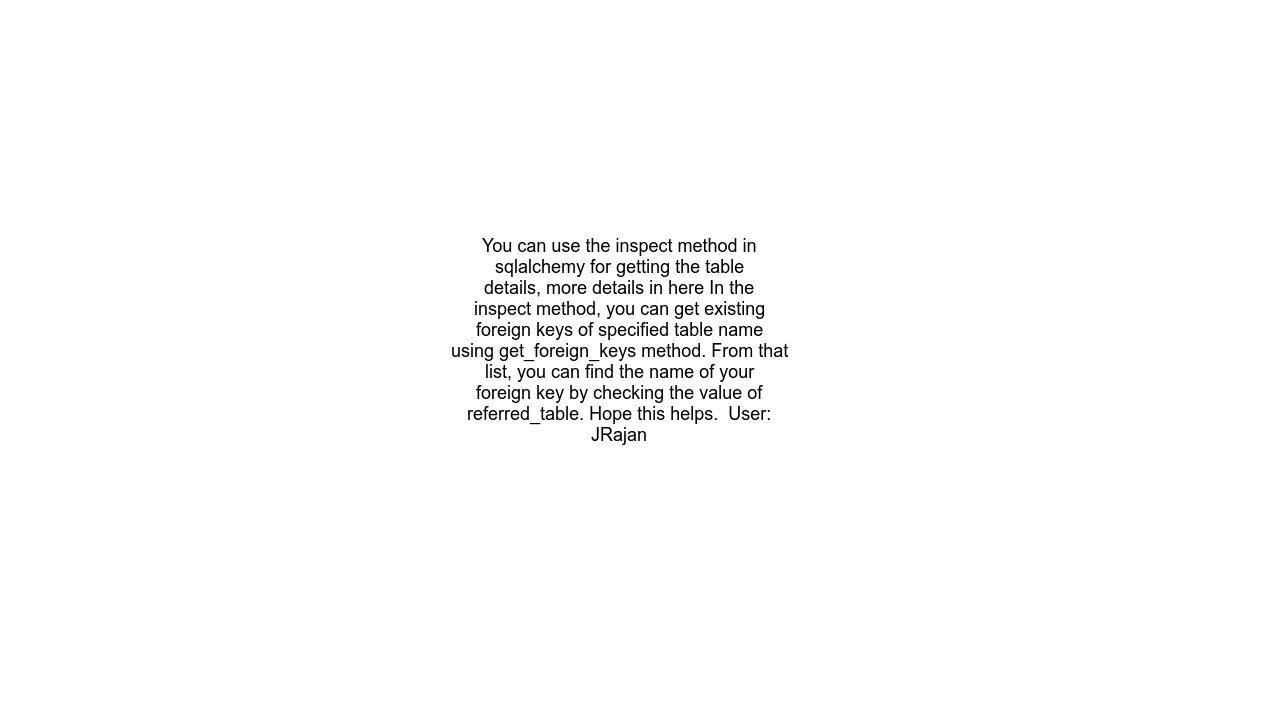 You can use the inspect method in
sqlalchemy for getting the table
details, more details in here In the
inspect method, you can get existing
foreign keys of specified table name
using get_foreign_keys method. From that
list, you can find the name of your
foreign key by checking the value of
referred_table. Hope this helps.  User:
JRajan